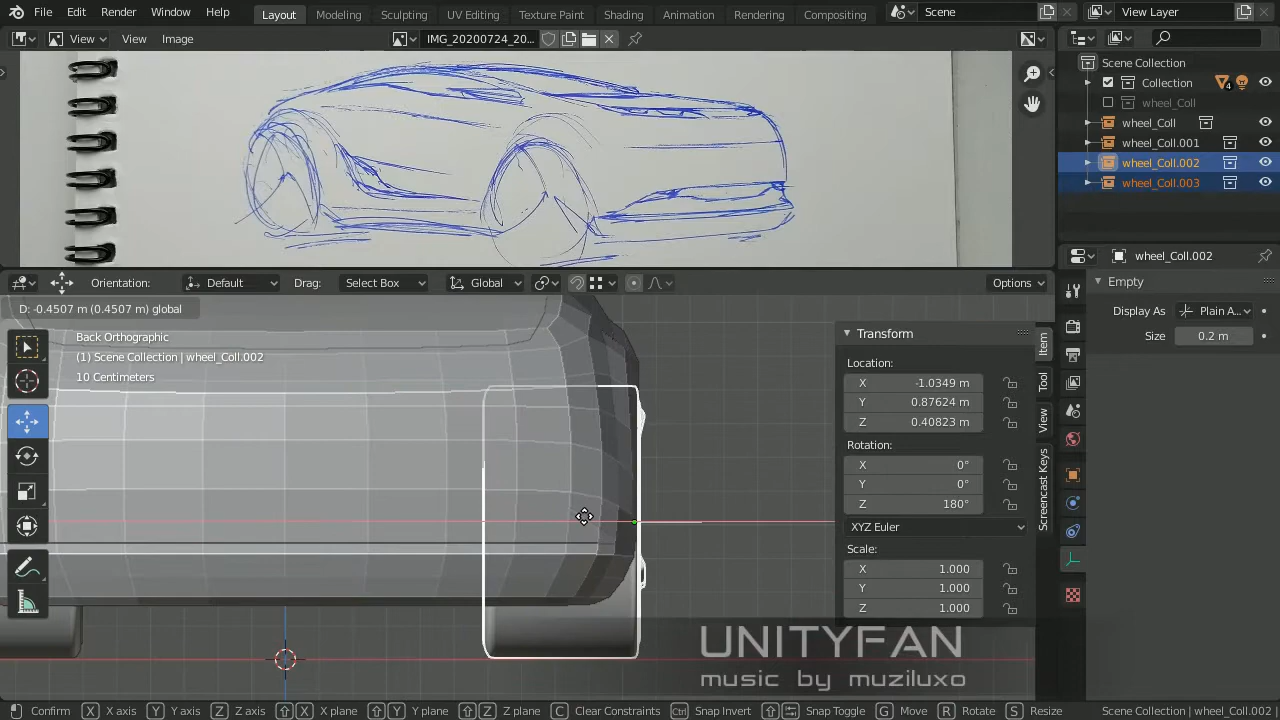 File Edit Render Window Help Layout Modeling Sculpting UV Editing Texture Paint Shading Animation Rendering Compositing Scene View Layer
View View Image IMG_20200724_20...
Scene Collection
Collection 4
wheel_Coll
wheel_Coll
wheel_Coll.001
wheel_Coll.002
wheel_Coll.003
Orientation: Default Drag: Select Box Global Options
D: -0.4507 m (0.4507 m) global
Back Orthographic
(1) Scene Collection | wheel_Coll.002
10 Centimeters
Transform
Location:
X -1.0349 m
Y 0.87624 m
Z 0.40823 m
Rotation:
X 0°
Y 0°
Z 180°
XYZ Euler
Scale:
X 1.000
Y 1.000
Z 1.000
Item
Tool
View
Screencast Keys
wheel_Coll.002
Empty
Display As Plain A...
Size 0.2 m
UNITYFAN
music by muziluxo
Confirm X X axis Y Y axis Z Z axis X X plane Y Y plane Z Z plane C Clear Constraints Ctrl Snap Invert Snap Toggle G Move R Rotate S Resize Scene Collection | wheel_Coll.002 |